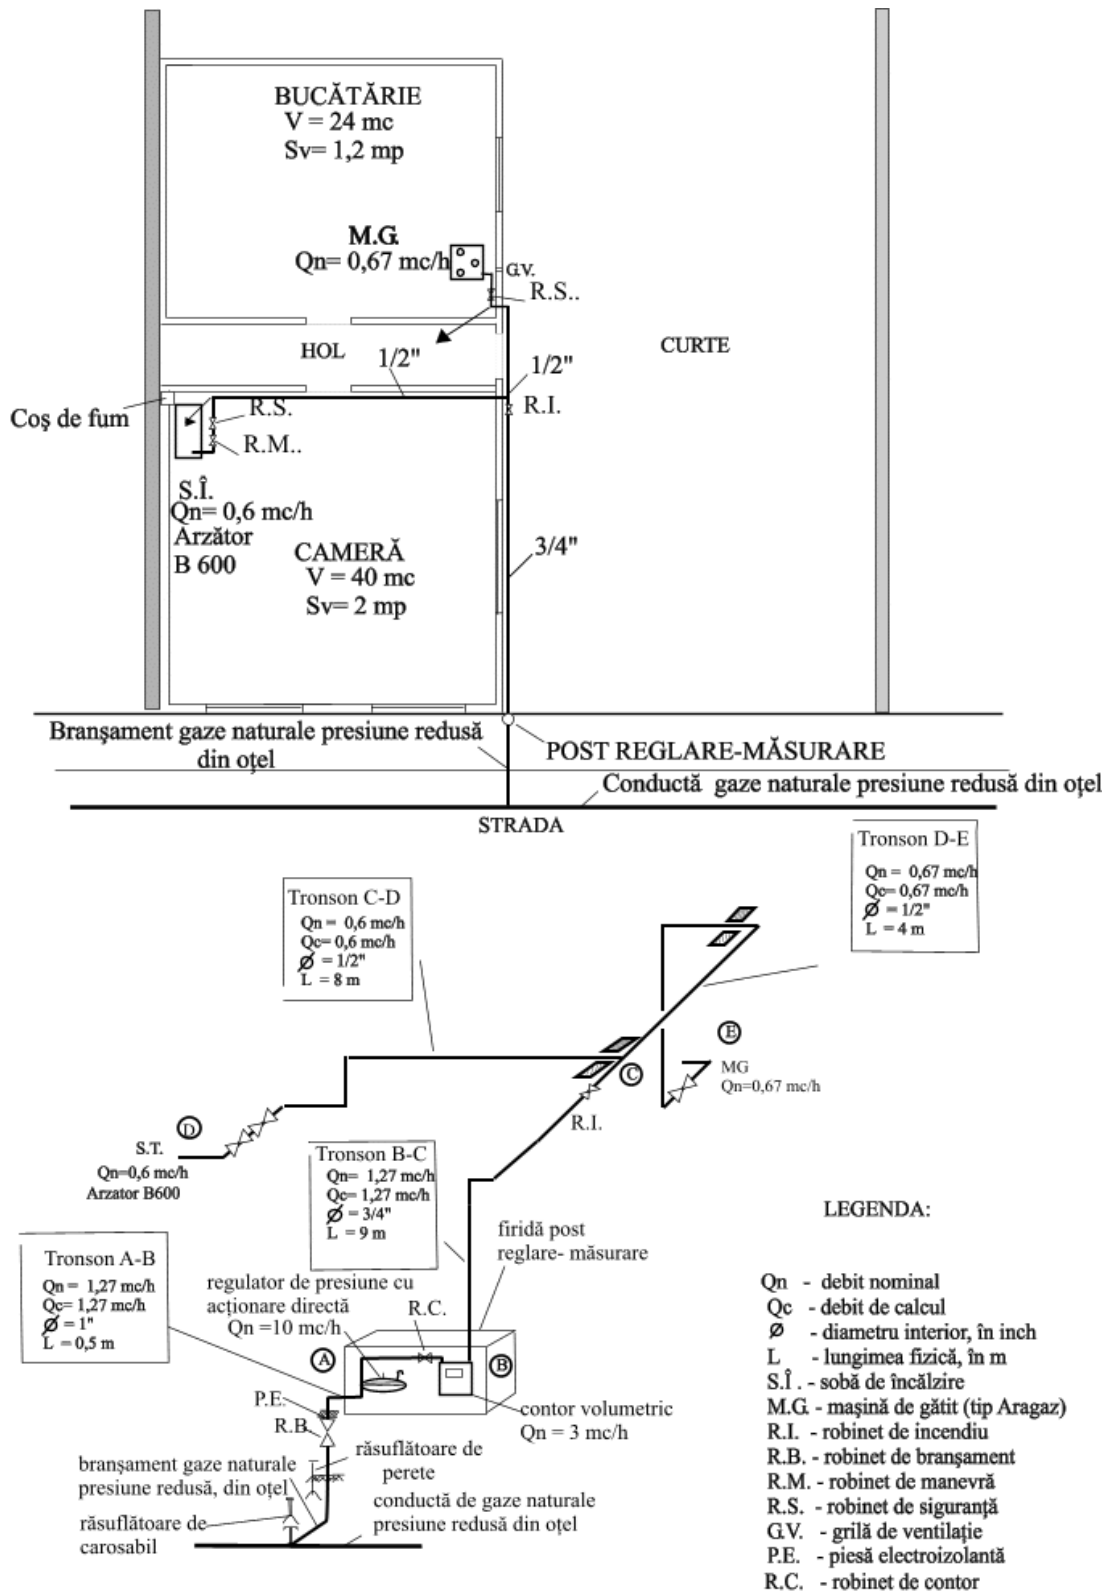 BUCĂTĂRIE
V = 24 mc
Sv= 1,2 mp
M.G.
Qn= 0,67 mc/h
G.V.
R.S..
HOL
1/2"
1/2"
CURTE
Coş de fum
R.S.
R.I.
R.M..
S.Î.
Qn= 0,6 mc/h
Arzător
B 600
CAMERĂ
V = 40 mc
Sv= 2 mp
3/4"
Branşament gaze naturale presiune redusă
din oţel
POST REGLARE-MĂSURARE
Conductă gaze naturale presiune redusă din oţel
STRADA
Tronson D-E
Qn = 0,67 mc/h
Qc= 0,67 mc/h
Ø = 1/2"
L = 4 m
Tronson C-D
Qn = 0,6 mc/h
Qc= 0,6 mc/h
Ø = 1/2"
L = 8 m
E
MG
Qn=0,67 mc/h
C
R.I.
D
S.T.
Qn=0,6 mc/h
Arzator B600
Tronson B-C
Qn= 1,27 mc/h
Qc= 1,27 mc/h
Ø = 3/4"
L = 9 m
Tronson A-B
Qn = 1,27 mc/h
Qc= 1,27 mc/h
Ø = 1"
L = 0,5 m
firidă post
reglare- măsurare
regulator de presiune cu
acţionare directă
Qn =10 mc/h
R.C.
A
B
P.E.
R.B.
contor volumetric
Qn = 3 mc/h
răsuflătoare de
perete
branşament gaze naturale
presiune redusă, din oţel
răsuflătoare de
carosabil
conductă de gaze naturale
presiune redusă din oţel
LEGENDA:
Qn - debit nominal
Qc - debit de calcul
Ø - diametru interior, în inch
L - lungimea fizică, în m
S.Î . - sobă de încălzire
M.G. - maşină de gătit (tip Aragaz)
R.I. - robinet de incendiu
R.B. - robinet de branşament
R.M. - robinet de manevră
R.S. - robinet de siguranţă
G.V. - grilă de ventilaţie
P.E. - piesă electroizolantă
R.C. - robinet de contor